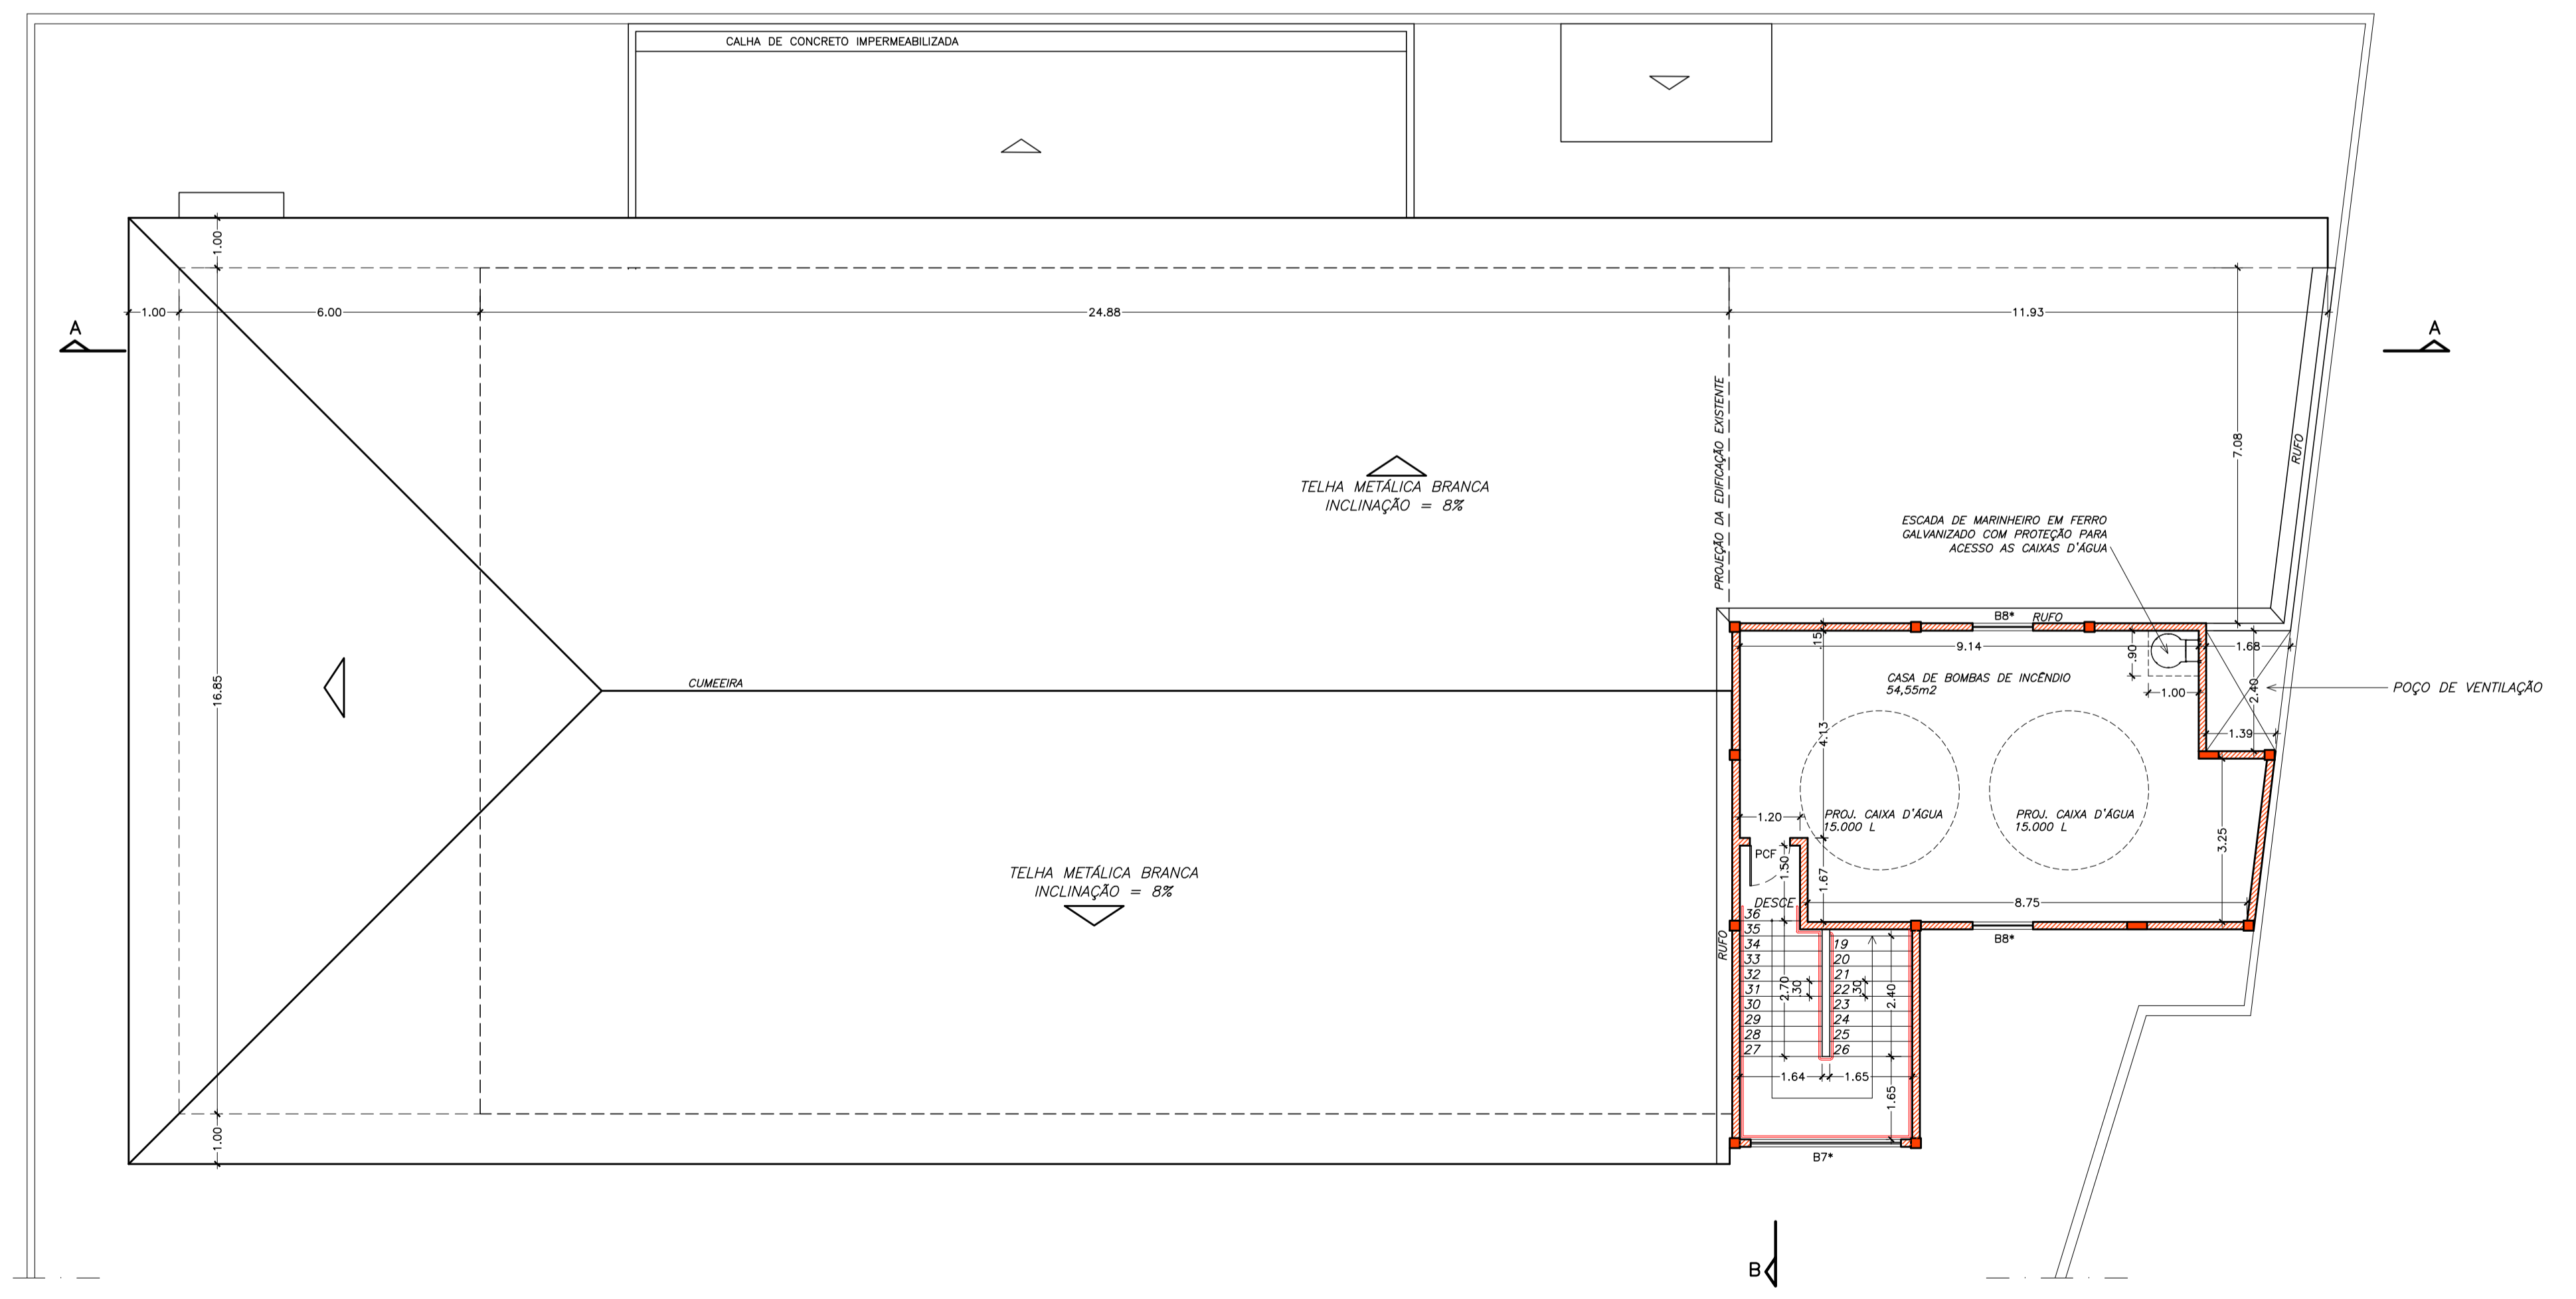 CALHA DE CONCRETO IMPERMEABILIZADA
1.00
1.00
6.00
24.88
11.93
A
A
PROJEÇÃO DA EDIFICAÇÃO EXISTENTE
7.08
RUFO
TELHA METÁLICA BRANCA
INCLINAÇÃO = 8%
ESCADA DE MARINHEIRO EM FERRO
GALVANIZADO COM PROTEÇÃO PARA
ACESSO AS CAIXAS D'ÁGUA
B8*
RUFO
.15
9.14
.90
1.68
CASA DE BOMBAS DE INCÊNDIO
54,55m2
1.00
2.40
POÇO DE VENTILAÇÃO
16.85
CUMEEIRA
4.13
1.39
1.20
PROJ. CAIXA D'ÁGUA
15.000 L
PROJ. CAIXA D'ÁGUA
15.000 L
3.25
PCF
1.50
1.67
TELHA METÁLICA BRANCA
INCLINAÇÃO = 8%
DESCE
8.75
RUFO
36
35
34
33
32
31
30
29
28
27
19
20
21
22
23
24
25
26
B8*
2.70
.30
.30
2.40
1.64
1.65
1.65
1.00
B7*
B